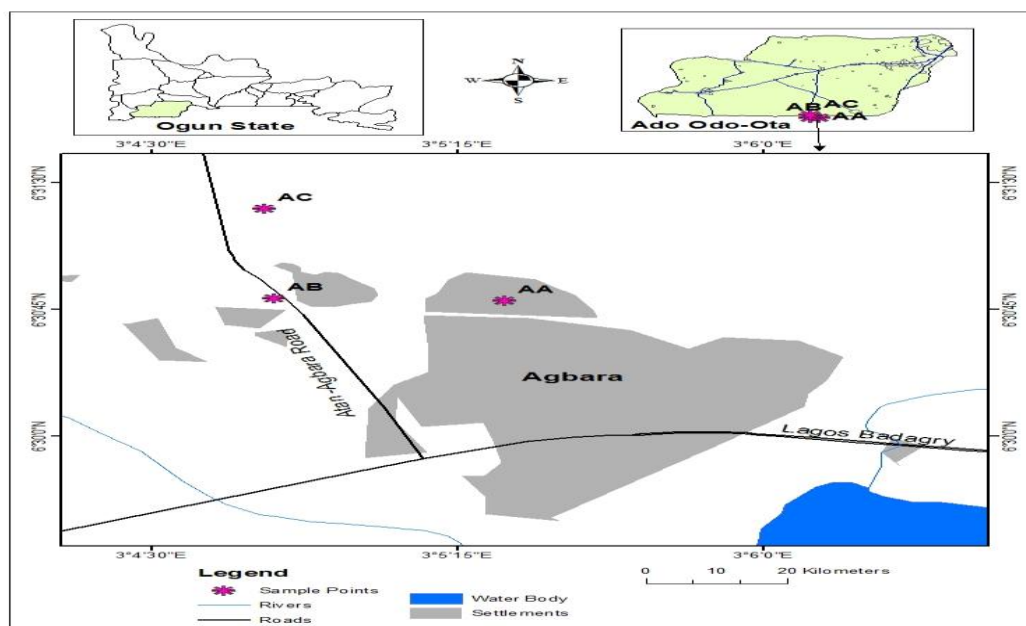 N
W E
S
Ogun State
AC
AB
AA
Ado Odo-Ota
3°4'30"E 3°5'15"E 3°6'0"E
6°31'30"N 6°31'30"N
AC
AB
AA
6°30'45"N 6°30'45"N
Atan-Agbara Road
Agbara
6°30'0"N 6°30'0"N
Lagos Badagry
3°4'30"E 3°5'15"E 3°6'0"E
Legend
Sample Points
Rivers
Roads
Water Body
Settlements
0 10 20 Kilometers